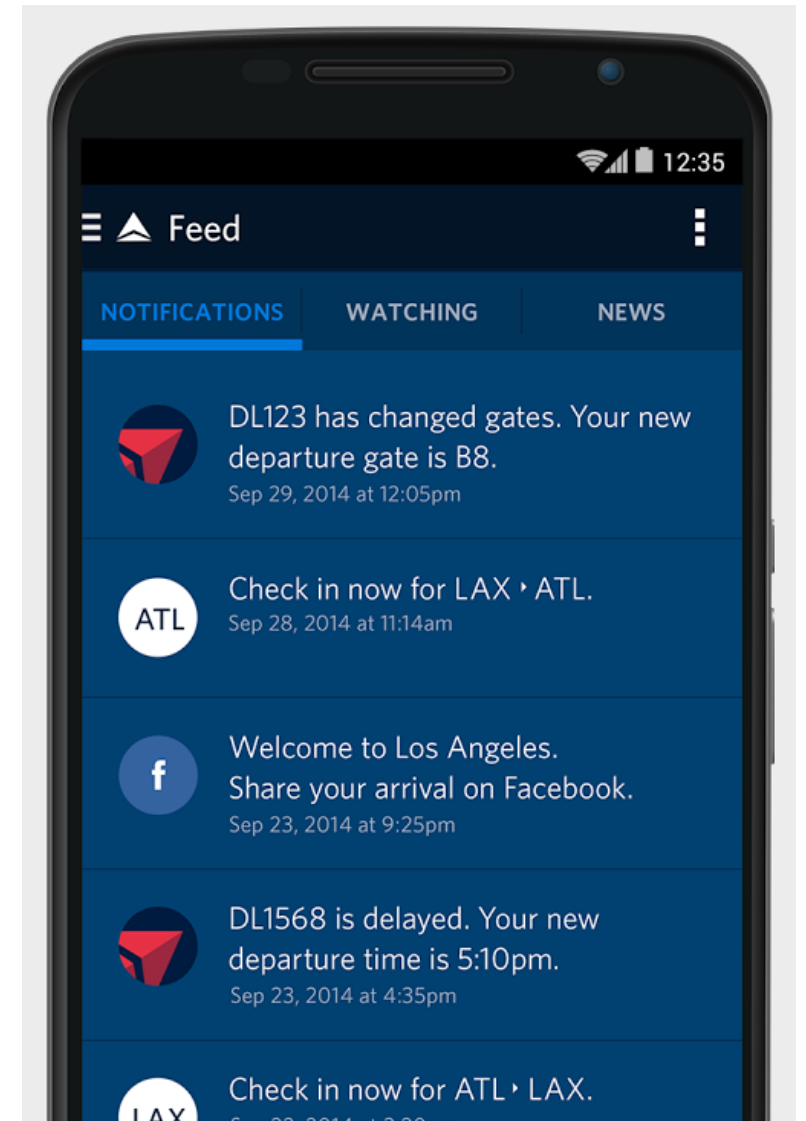 12:35
Feed
NOTIFICATIONS WATCHING NEWS
DL123 has changed gates. Your new
departure gate is B8.
Sep 29, 2014 at 12:05pm
ATL
Check in now for LAX ‣ ATL.
Sep 28, 2014 at 11:14am
f
Welcome to Los Angeles.
Share your arrival on Facebook.
Sep 23, 2014 at 9:25pm
DL1568 is delayed. Your new
departure time is 5:10pm.
Sep 23, 2014 at 4:35pm
LAX
Check in now for ATL ‣ LAX.